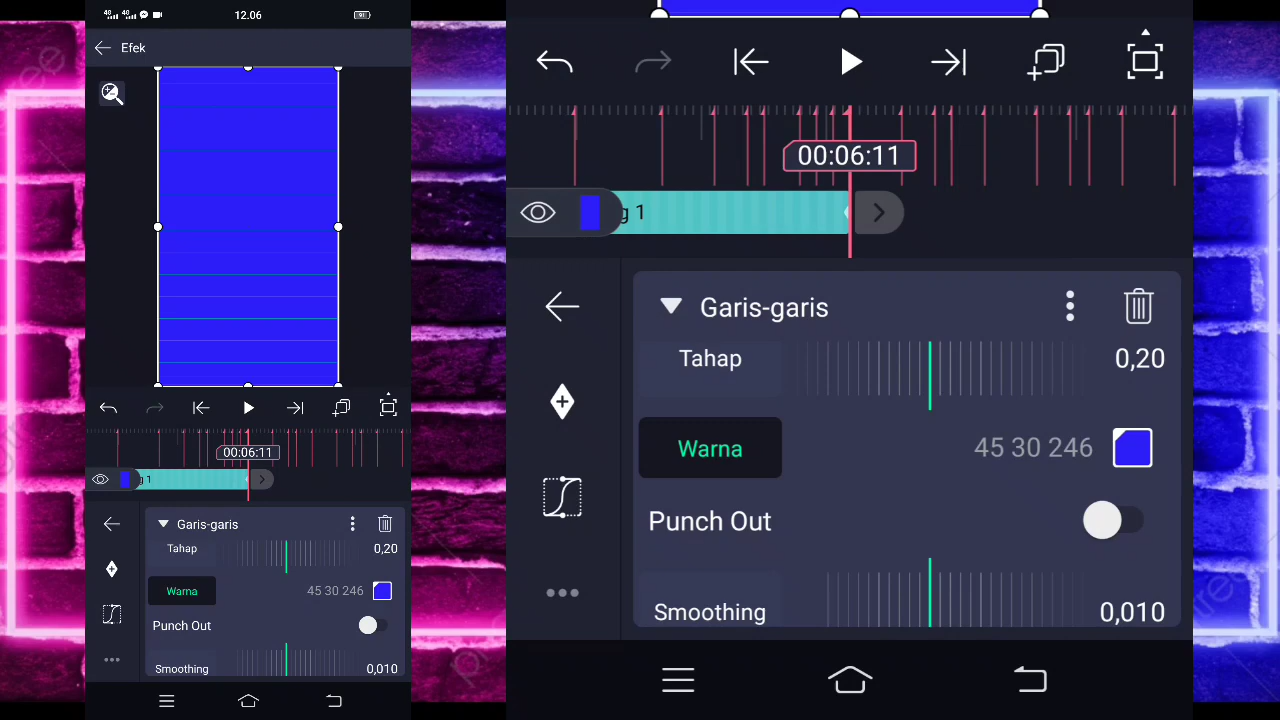 12.06
91
Efek
00:06:11
g 1
Garis-garis
Tahap
0,20
Warna
45 30 246
Punch Out
Smoothing
0,010
00:06:11
g 1
Garis-garis
Tahap
0,20
Warna
45 30 246
Punch Out
Smoothing
0,010